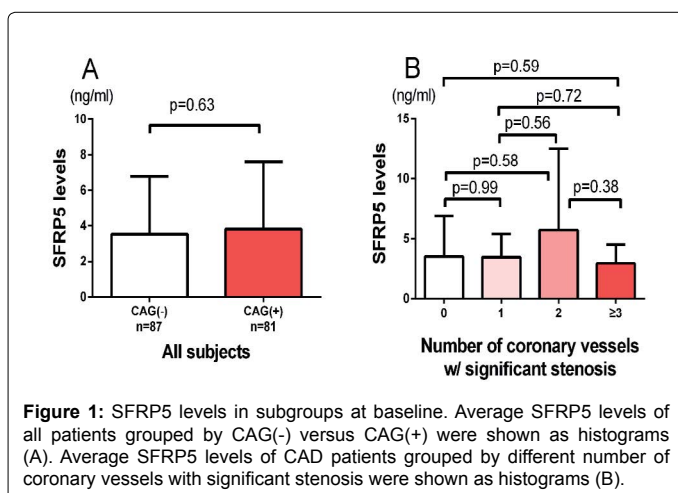 A
(ng/ml)
p=0.63
10
8
6
4
2
0
SFRP5 levels
CAG(-)
n=87
CAG(+)
n=81
All subjects
B
(ng/ml)
p=0.59
p=0.72
p=0.56
p=0.58
p=0.99
p=0.38
15
10
5
0
SFRP5 levels
0 1 2 ≥3
Number of coronary vessels
w/ significant stenosis
Figure 1: SFRP5 levels in subgroups at baseline. Average SFRP5 levels of
all patients grouped by CAG(-) versus CAG(+) were shown as histograms
(A). Average SFRP5 levels of CAD patients grouped by different number of
coronary vessels with significant stenosis were shown as histograms (B).